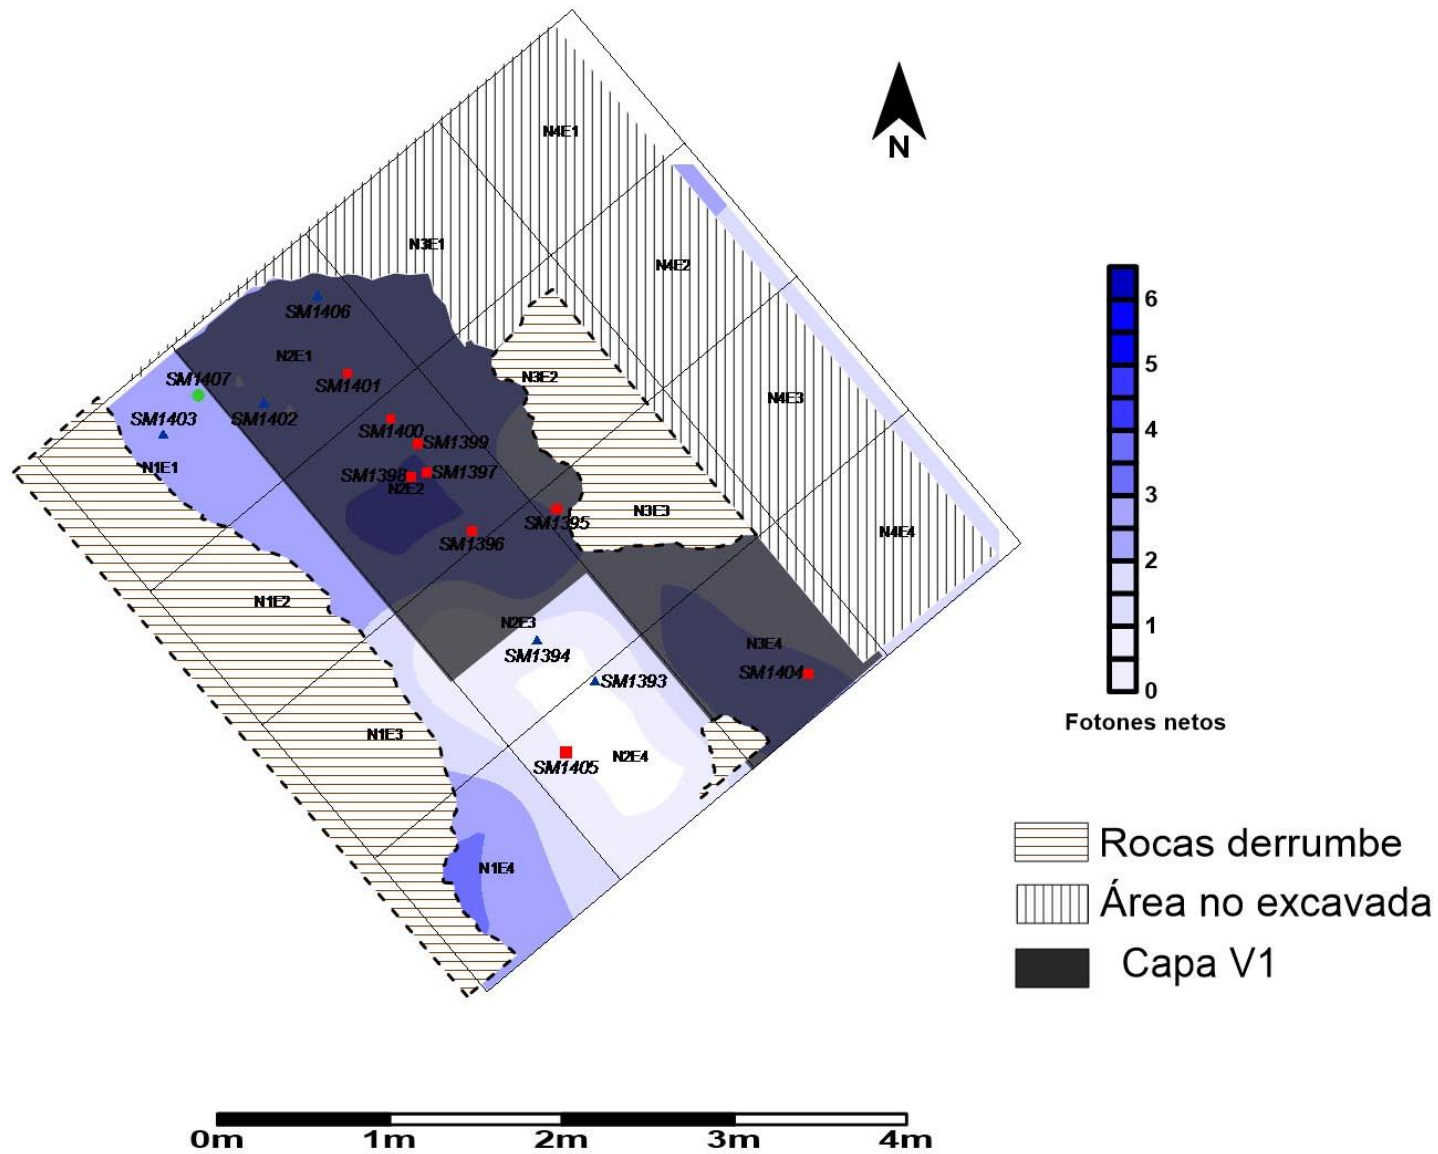 N4E1
N
N3E1
N4E2
SM1406
N2E1
SM1407
SM1401
N3E2
N4E3
SM1403
SM1402
SM1400
SM1399
N1E1
SM1398
SM1397
N2E2
N3E3
SM1395
N4E4
SM1396
N1E2
N2E3
N3E4
SM1394
SM1404
SM1393
N1E3
SM1405
N2E4
N1E4
6
5
4
3
2
1
0
Fotones netos
Rocas derrumbe
Área no excavada
Capa V1
0m 1m 2m 3m 4m